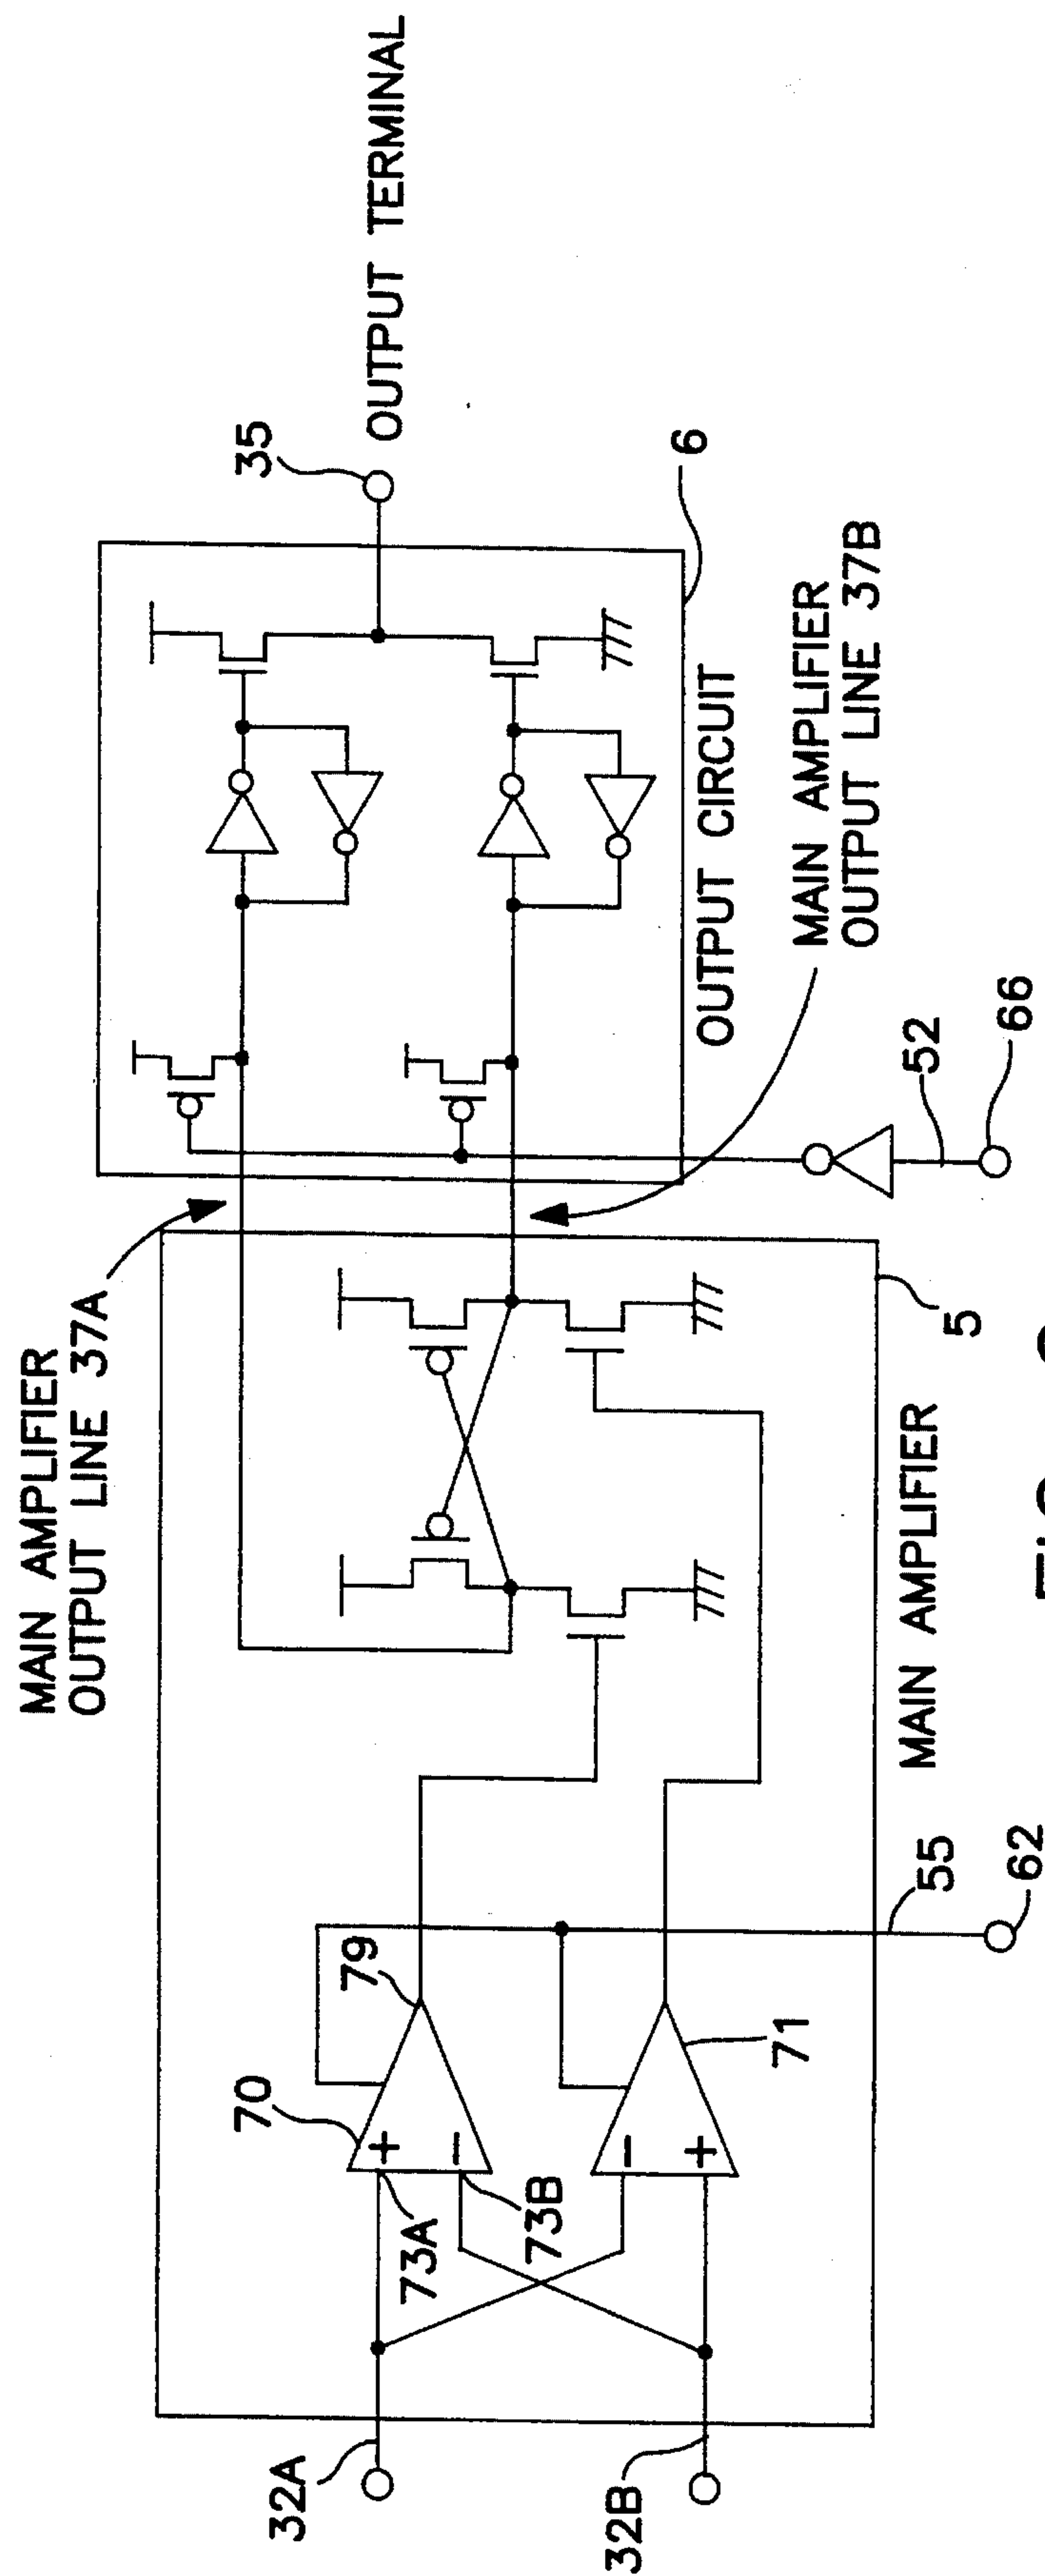 MAIN AMPLIFIER
OUTPUT LINE 37A
35
OUTPUT TERMINAL
32A
32B
70
79
73A
73B
71
55
62
MAIN AMPLIFIER
5
OUTPUT CIRCUIT
6
MAIN AMPLIFIER
OUTPUT LINE 37B
52
66
+
−
−
+